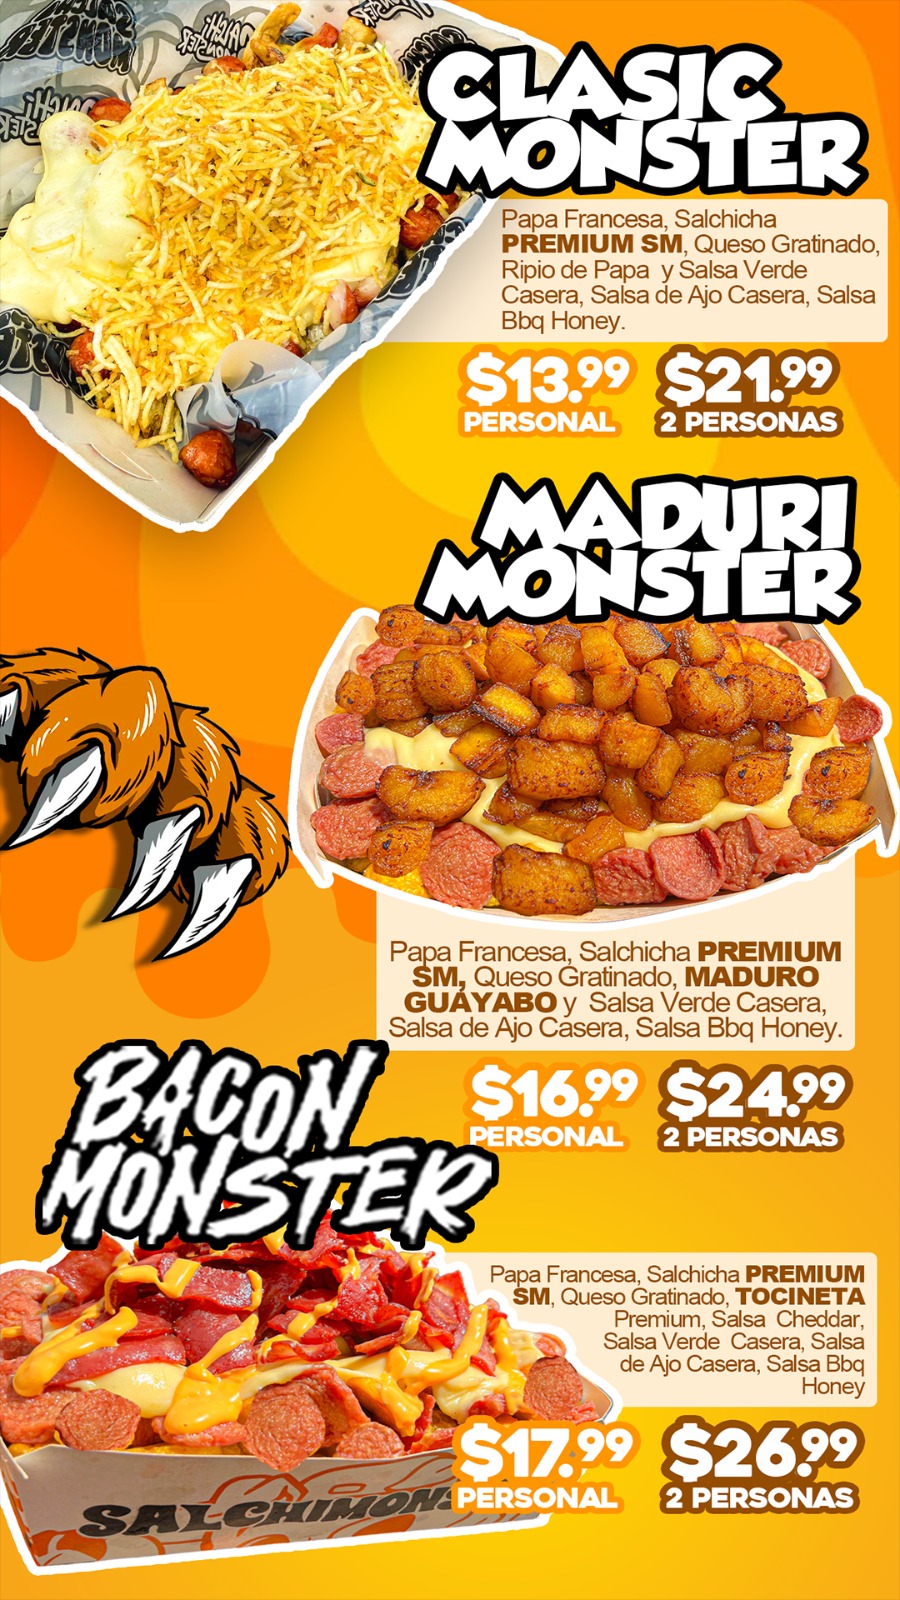 CLASIC
MONSTER
Papa Francesa, Salchicha
PREMIUM SM, Queso Gratinado,
Ripio de Papa y Salsa Verde
Casera, Salsa de Ajo Casera, Salsa
Bbq Honey.
$13.99 $21.99
PERSONAL 2 PERSONAS
MADURI
MONSTER
Papa Francesa, Salchicha PREMIUM
SM, Queso Gratinado, MADURO
GUAYABO y Salsa Verde Casera,
Salsa de Ajo Casera, Salsa Bbq Honey.
$16.99 $24.99
PERSONAL 2 PERSONAS
BACON
MONSTER
Papa Francesa, Salchicha PREMIUM
SM, Queso Gratinado, TOCINETA
Premium, Salsa Cheddar,
Salsa Verde Casera, Salsa
de Ajo Casera, Salsa Bbq
Honey
$17.99 $26.99
PERSONAL 2 PERSONAS
SALCHIMONS